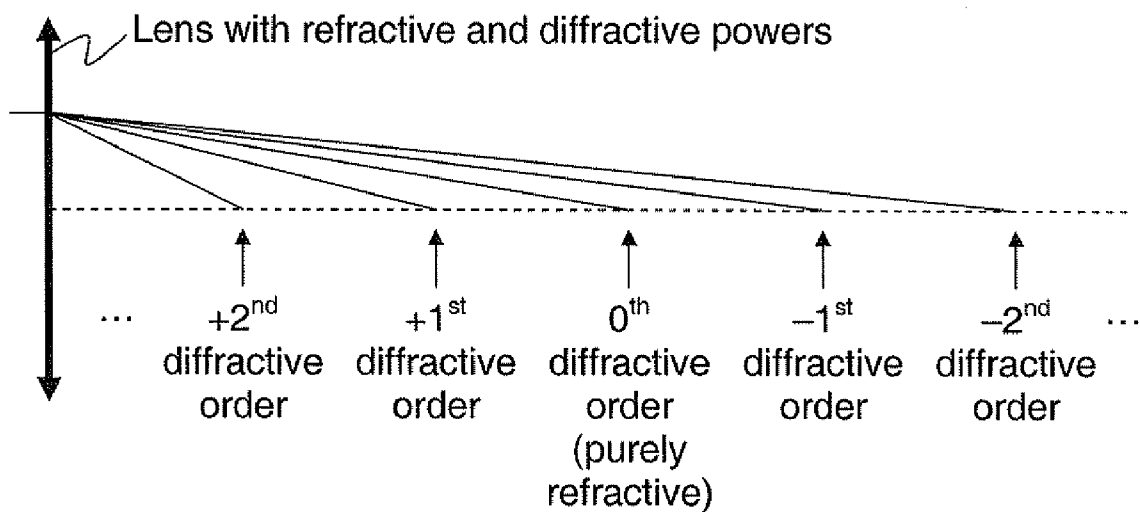 Lens with refractive and diffractive powers
... +2nd +1st 0th –1st –2nd ...
diffractive diffractive diffractive diffractive diffractive
order order order order order
(purely
refractive)